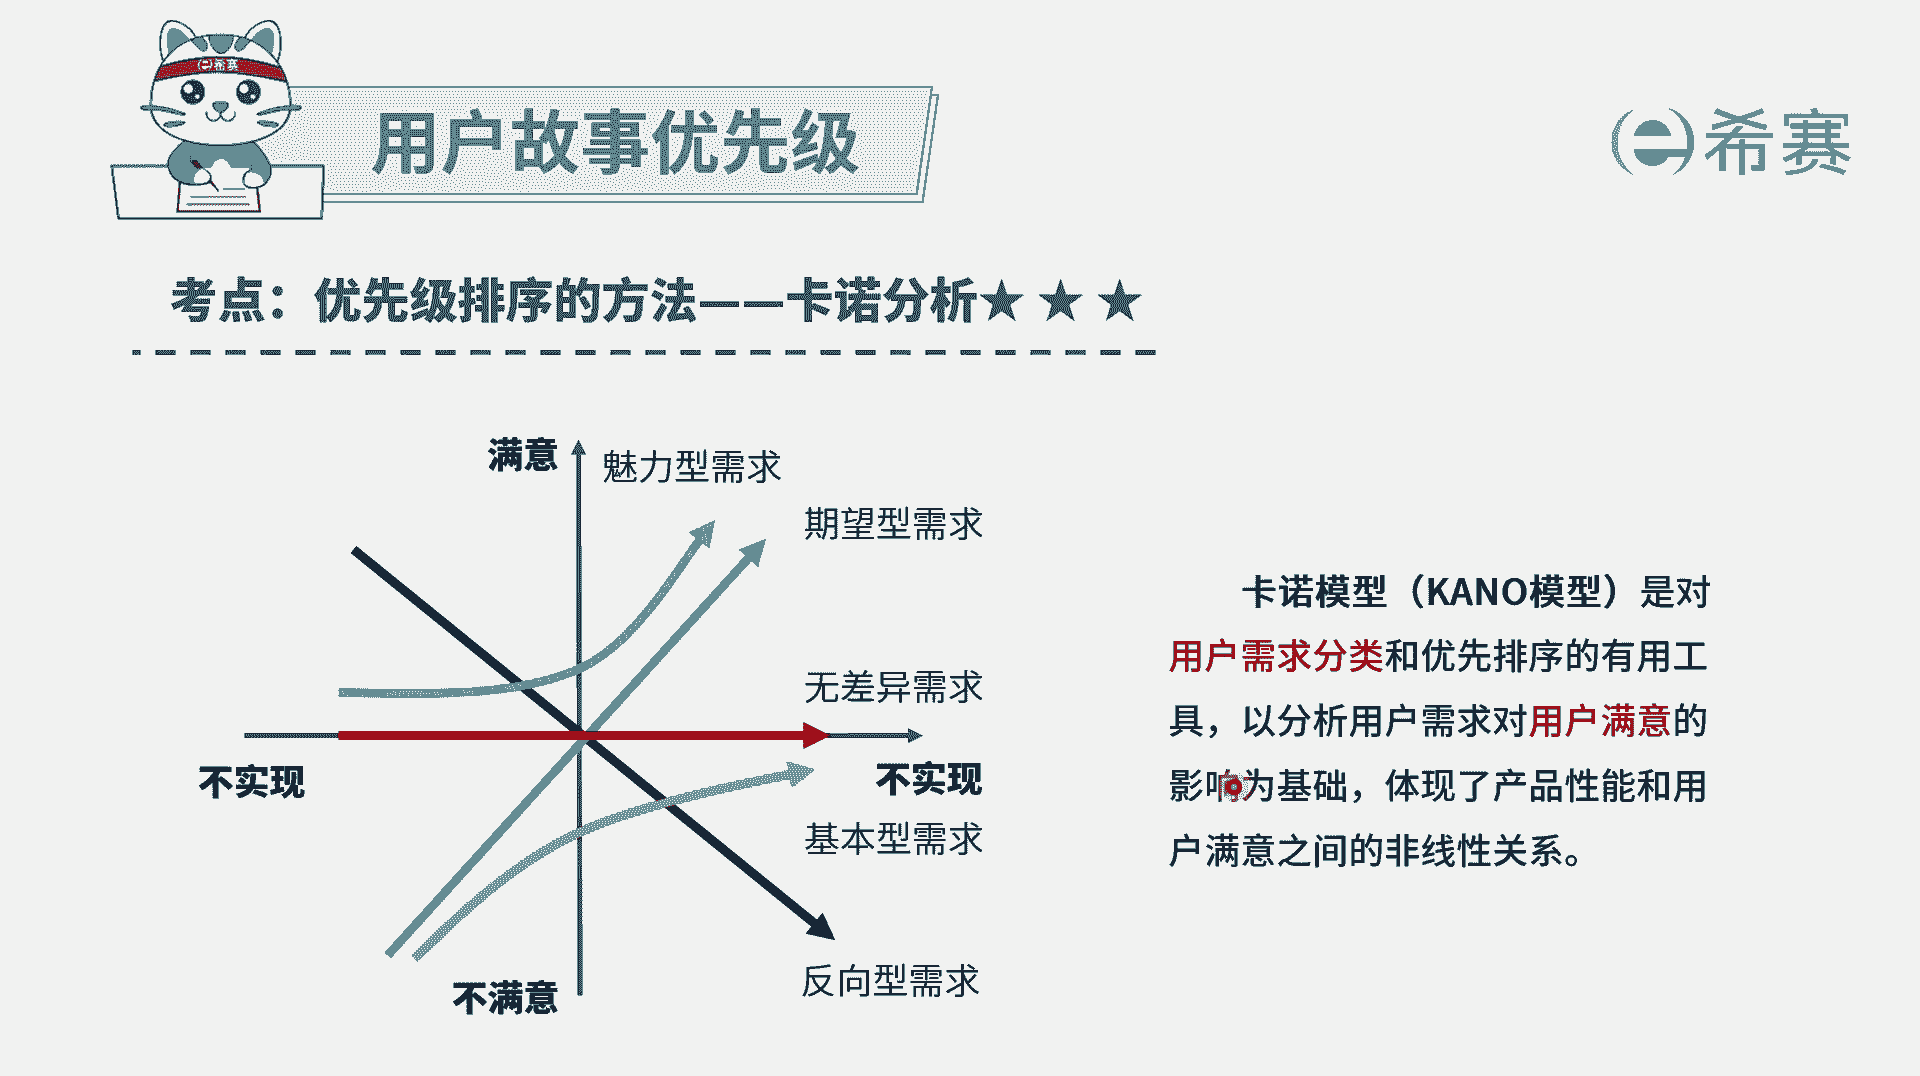 希赛
用户故事优先级
希赛
考点：优先级排序的方法——卡诺分析★ ★ ★
满意
魅力型需求
期望型需求
无差异需求
不实现
不实现
基本型需求
反向型需求
不满意
卡诺模型（KANO模型）是对
用户需求分类和优先排序的有用工
具，以分析用户需求对用户满意的
影响为基础，体现了产品性能和用
户满意之间的非线性关系。